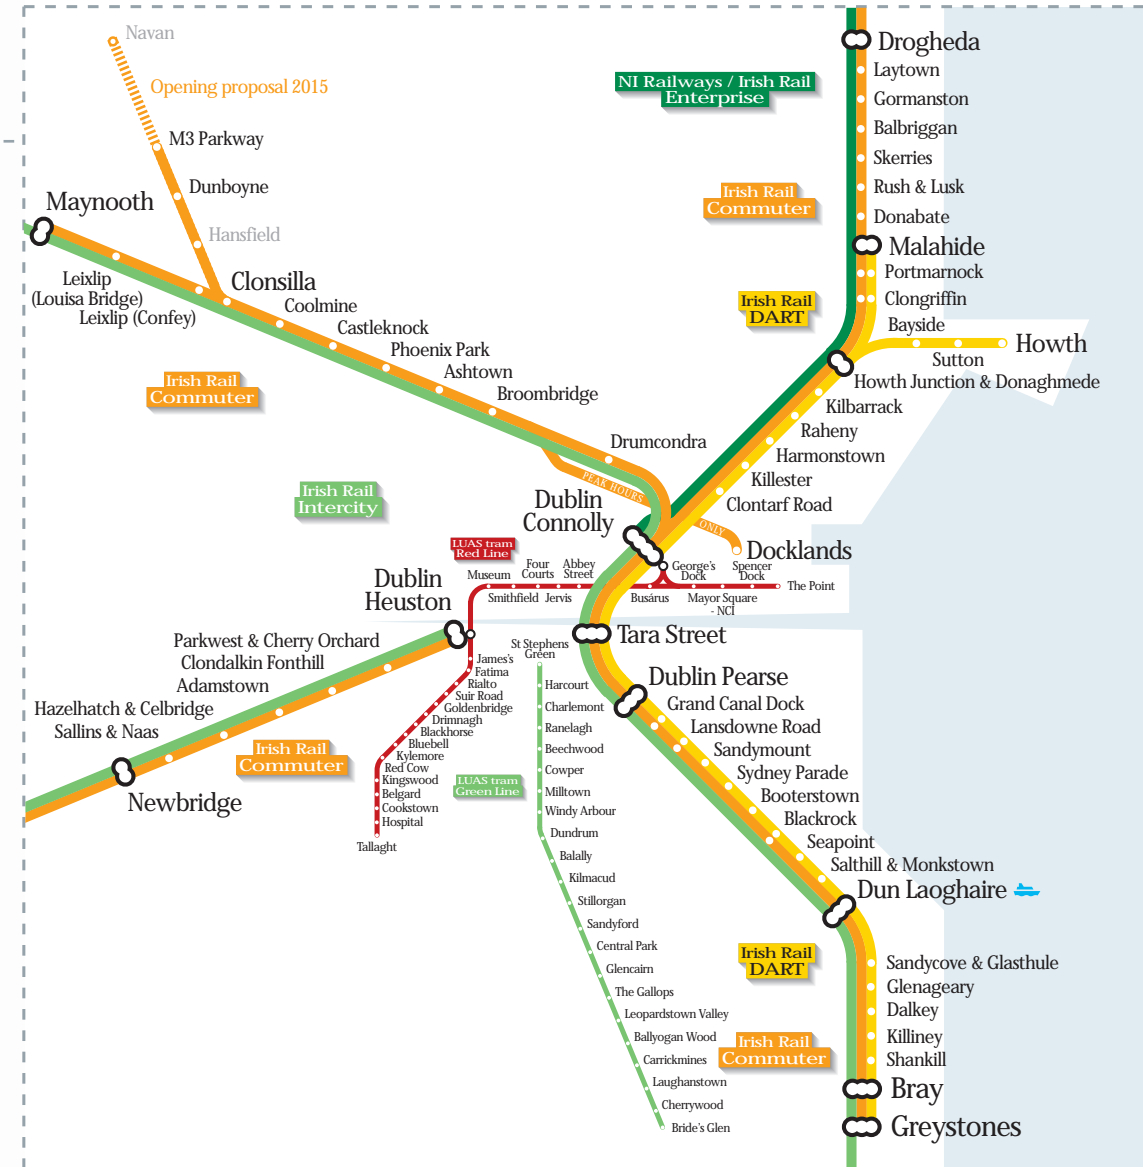 Navan
Opening proposal 2015
M3 Parkway
Dunboyne
Hansfield
Maynooth
Leixlip
(Louisa Bridge)
Leixlip (Confey)
Clonsilla
Coolmine
Castleknock
Phoenix Park
Ashtown
Broombridge
Drumcondra
Irish Rail
Commuter
Irish Rail
Intercity
PEAK HOURS
ONLY
Docklands
NI Railways / Irish Rail
Enterprise
Irish Rail
Commuter
Irish Rail
DART
Drogheda
Laytown
Gormanston
Balbriggan
Skerries
Rush & Lusk
Donabate
Malahide
Portmarnock
Clongriffin
Bayside
Sutton
Howth
Howth Junction & Donaghmede
Kilbarrack
Raheny
Harmonstown
Killester
Clontarf Road
Dublin
Connolly
LUAS tram
Red Line
Museum
Smithfield
Four
Courts
Jervis
Abbey
Street
Busárus
George's
Dock
Mayor Square
- NCI
Spencer
Dock
The Point
Dublin
Heuston
Parkwest & Cherry Orchard
Clondalkin Fonthill
Adamstown
Hazelhatch & Celbridge
Sallins & Naas
Newbridge
Irish Rail
Commuter
James's
Fatima
Rialto
Suir Road
Goldenbridge
Drimnagh
Blackhorse
Bluebell
Kylemore
Red Cow
Kingswood
Belgard
Cookstown
Hospital
Tallaght
LUAS tram
Green Line
St Stephens
Green
Harcourt
Charlemont
Ranelagh
Beechwood
Cowper
Milltown
Windy Arbour
Dundrum
Balally
Kilmacud
Stillorgan
Sandyford
Central Park
Glencairn
The Gallops
Leopardstown Valley
Ballyogan Wood
Carrickmines
Laughanstown
Cherrywood
Bride's Glen
Tara Street
Dublin Pearse
Grand Canal Dock
Lansdowne Road
Sandymount
Sydney Parade
Booterstown
Blackrock
Seapoint
Salthill & Monkstown
Dun Laoghaire
Irish Rail
DART
Irish Rail
Commuter
Sandycove & Glasthule
Glenageary
Dalkey
Killiney
Shankill
Bray
Greystones